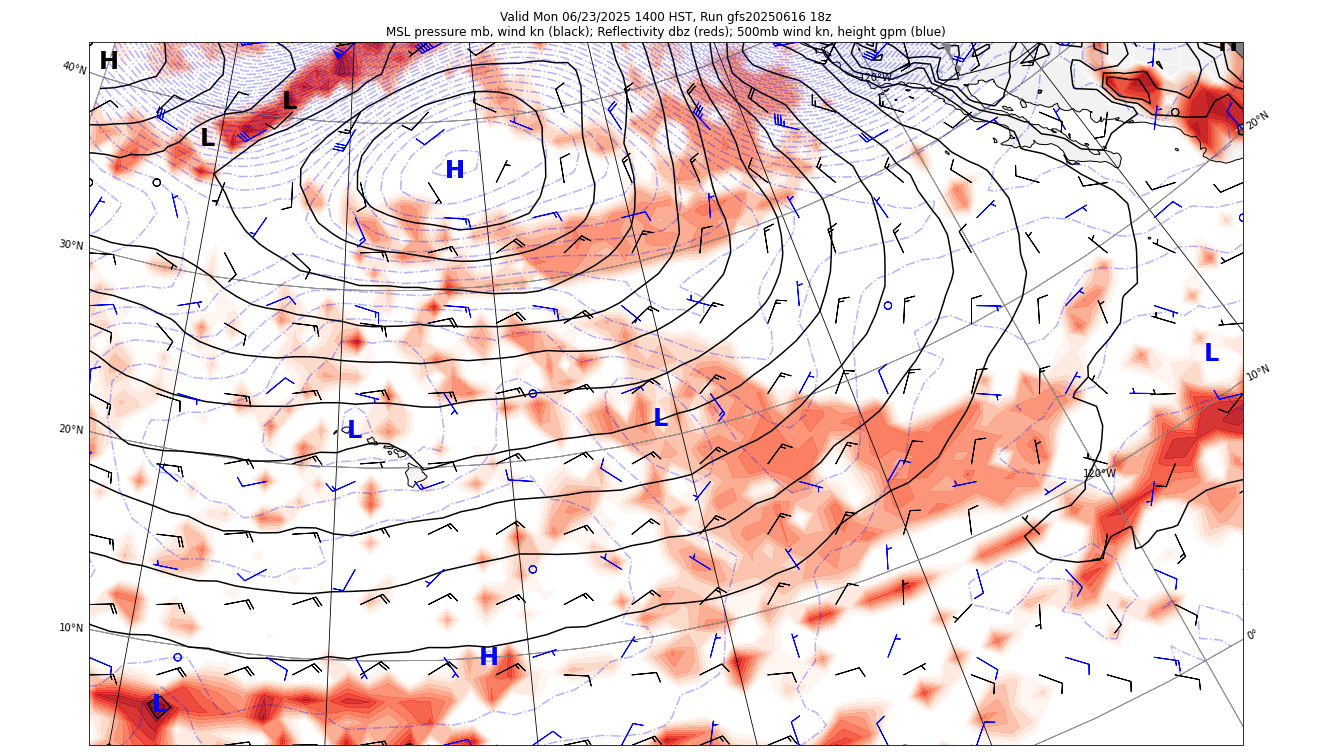 Valid Mon 06/23/2025 1400 HST, Run gfs20250616 18z
MSL pressure mb, wind kn (black); Reflectivity dbz (reds); 500mb wind kn, height gpm (blue)
H
H
40°N
120°W
L
20°N
L
H
30°N
L
10°N
20°N
L
L
120°W
10°N
0°
H
L